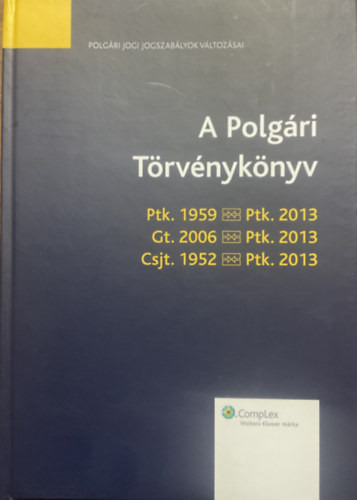 POLGÁRI JOGI JOGSZABÁLYOK VÁLTOZÁSAI
A Polgári
Törvénykönyv
Ptk. 1959 Ptk. 2013
Gt. 2006 Ptk. 2013
Csjt. 1952 Ptk. 2013
CompLex
Wolters Kluwer márka